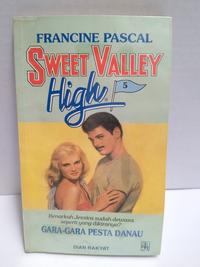 FRANCINE PASCAL
SWEET VALLEY
High
5
Benarkah Jessica sudah dewasa
seperti yang dikiranya?
GARA-GARA PESTA DANAU
DIAN RAKYAT